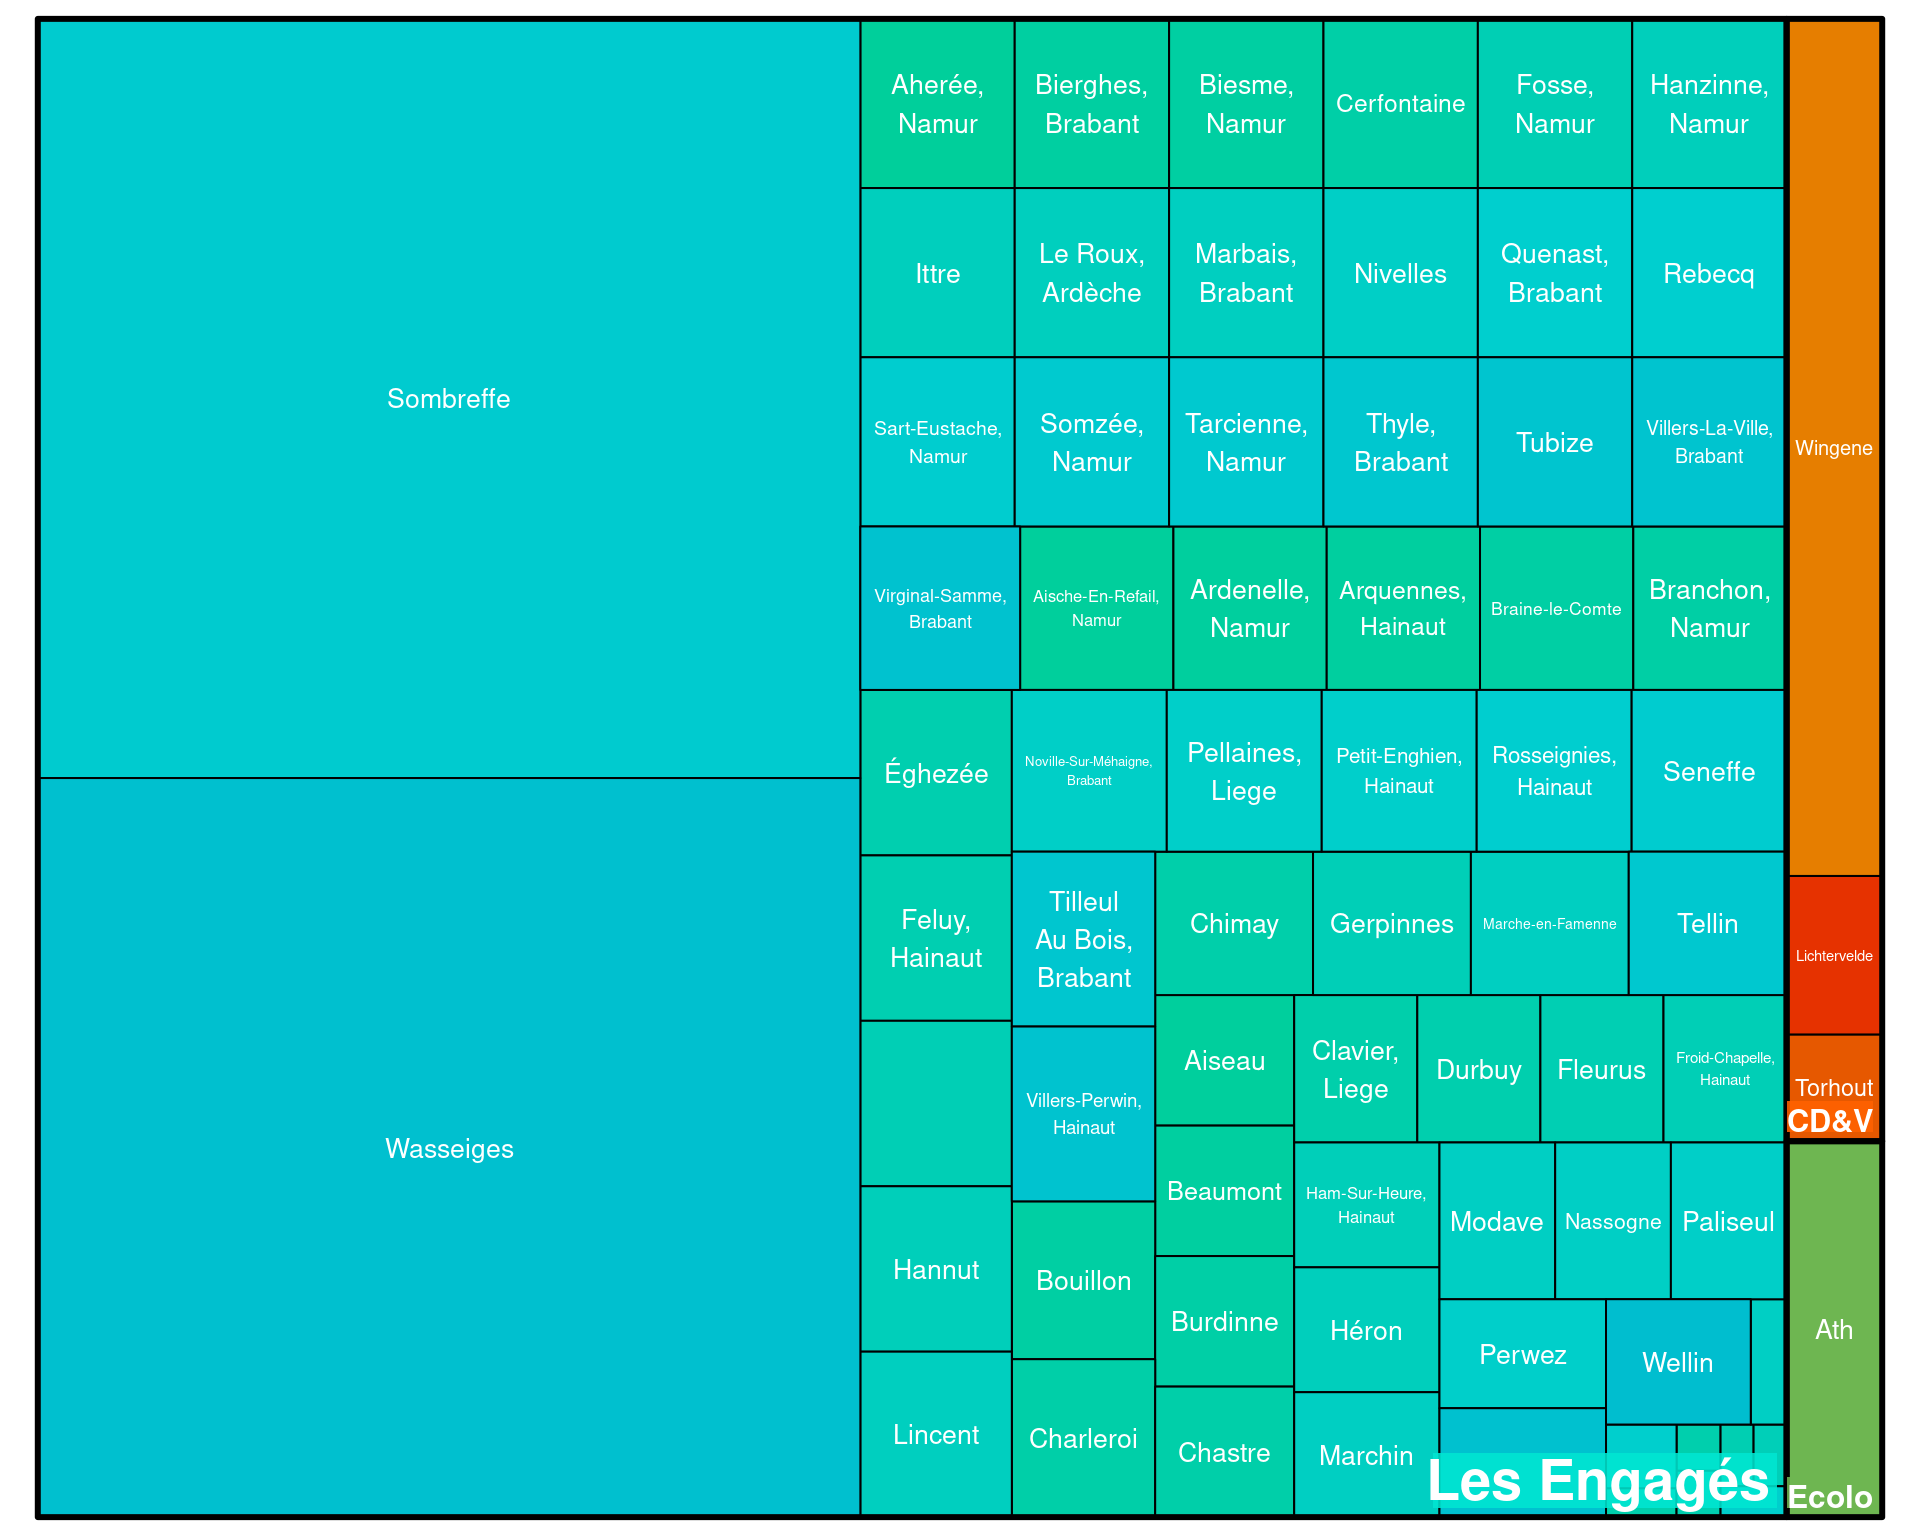 Sombreffe
Wasseiges
Aherée,
Namur
Bierghes,
Brabant
Biesme,
Namur
Cerfontaine
Fosse,
Namur
Hanzinne,
Namur
Ittre
Le Roux,
Ardèche
Marbais,
Brabant
Nivelles
Quenast,
Brabant
Rebecq
Sart-Eustache,
Namur
Somzée,
Namur
Tarcienne,
Namur
Thyle,
Brabant
Tubize
Villers-La-Ville,
Brabant
Virginal-Samme,
Brabant
Aische-En-Refail,
Namur
Ardenelle,
Namur
Arquennes,
Hainaut
Braine-le-Comte
Branchon,
Namur
Éghezée
Noville-Sur-Méhaigne,
Brabant
Pellaines,
Liege
Petit-Enghien,
Hainaut
Rosseignies,
Hainaut
Seneffe
Feluy,
Hainaut
Tilleul
Au Bois,
Brabant
Chimay
Gerpinnes
Marche-en-Famenne
Tellin
Aiseau
Clavier,
Liege
Durbuy
Fleurus
Froid-Chapelle,
Hainaut
Villers-Perwin,
Hainaut
Beaumont
Ham-Sur-Heure,
Hainaut
Modave
Nassogne
Paliseul
Hannut
Bouillon
Burdinne
Héron
Perwez
Wellin
Lincent
Charleroi
Chastre
Marchin
Les Engagés
Wingene
Lichtervelde
Torhout
CD&V
Ath
Ecolo